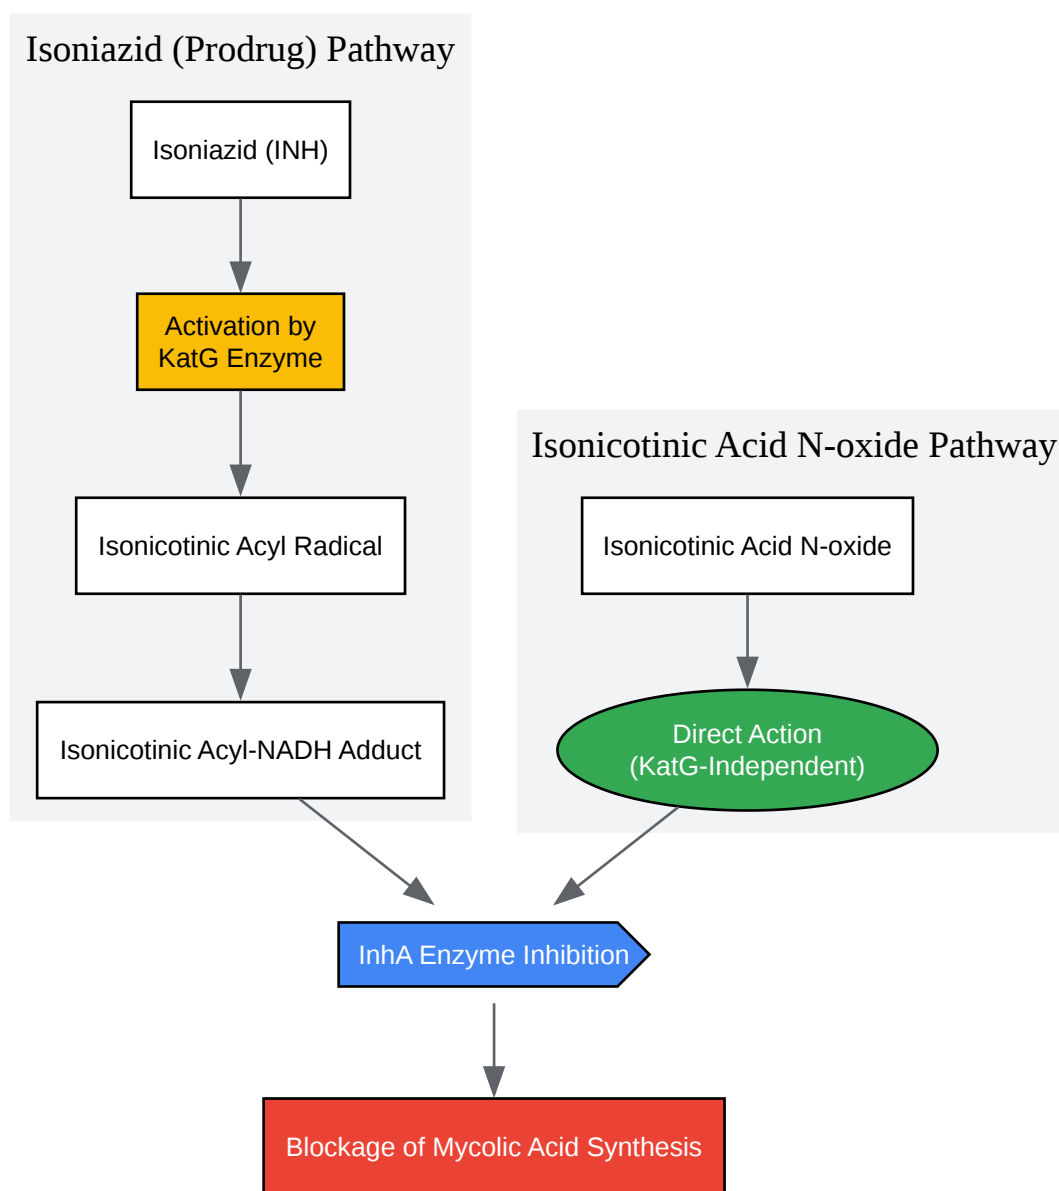 Isoniazid (Prodrug) Pathway
Isoniazid (INH)
Activation by
KatG Enzyme
Isonicotinic Acyl Radical
Isonicotinic Acyl-NADH Adduct
Isonicotinic Acid N-oxide Pathway
Isonicotinic Acid N-oxide
Direct Action
(KatG-Independent)
InhA Enzyme Inhibition
Blockage of Mycolic Acid Synthesis